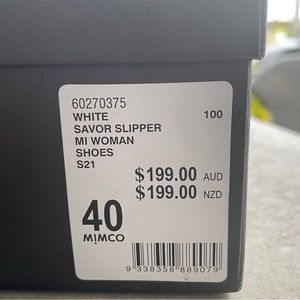 60270375
WHITE 100
SAVOR SLIPPER
MI WOMAN
SHOES
S21
$199.00 AUD
$199.00 NZD
40
MIMCO
9 338358 889079